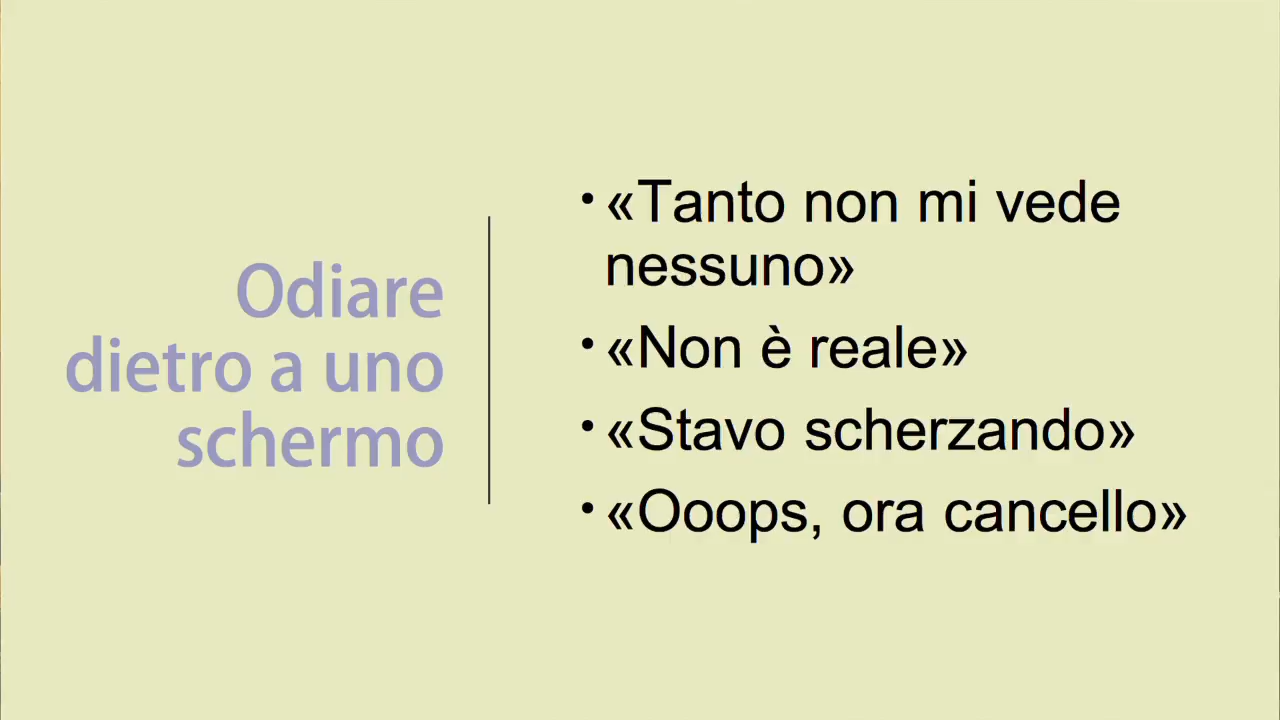 Odiare
dietro a uno
schermo
• «Tanto non mi vede
nessuno»
• «Non è reale»
• «Stavo scherzando»
• «Ooops, ora cancello»